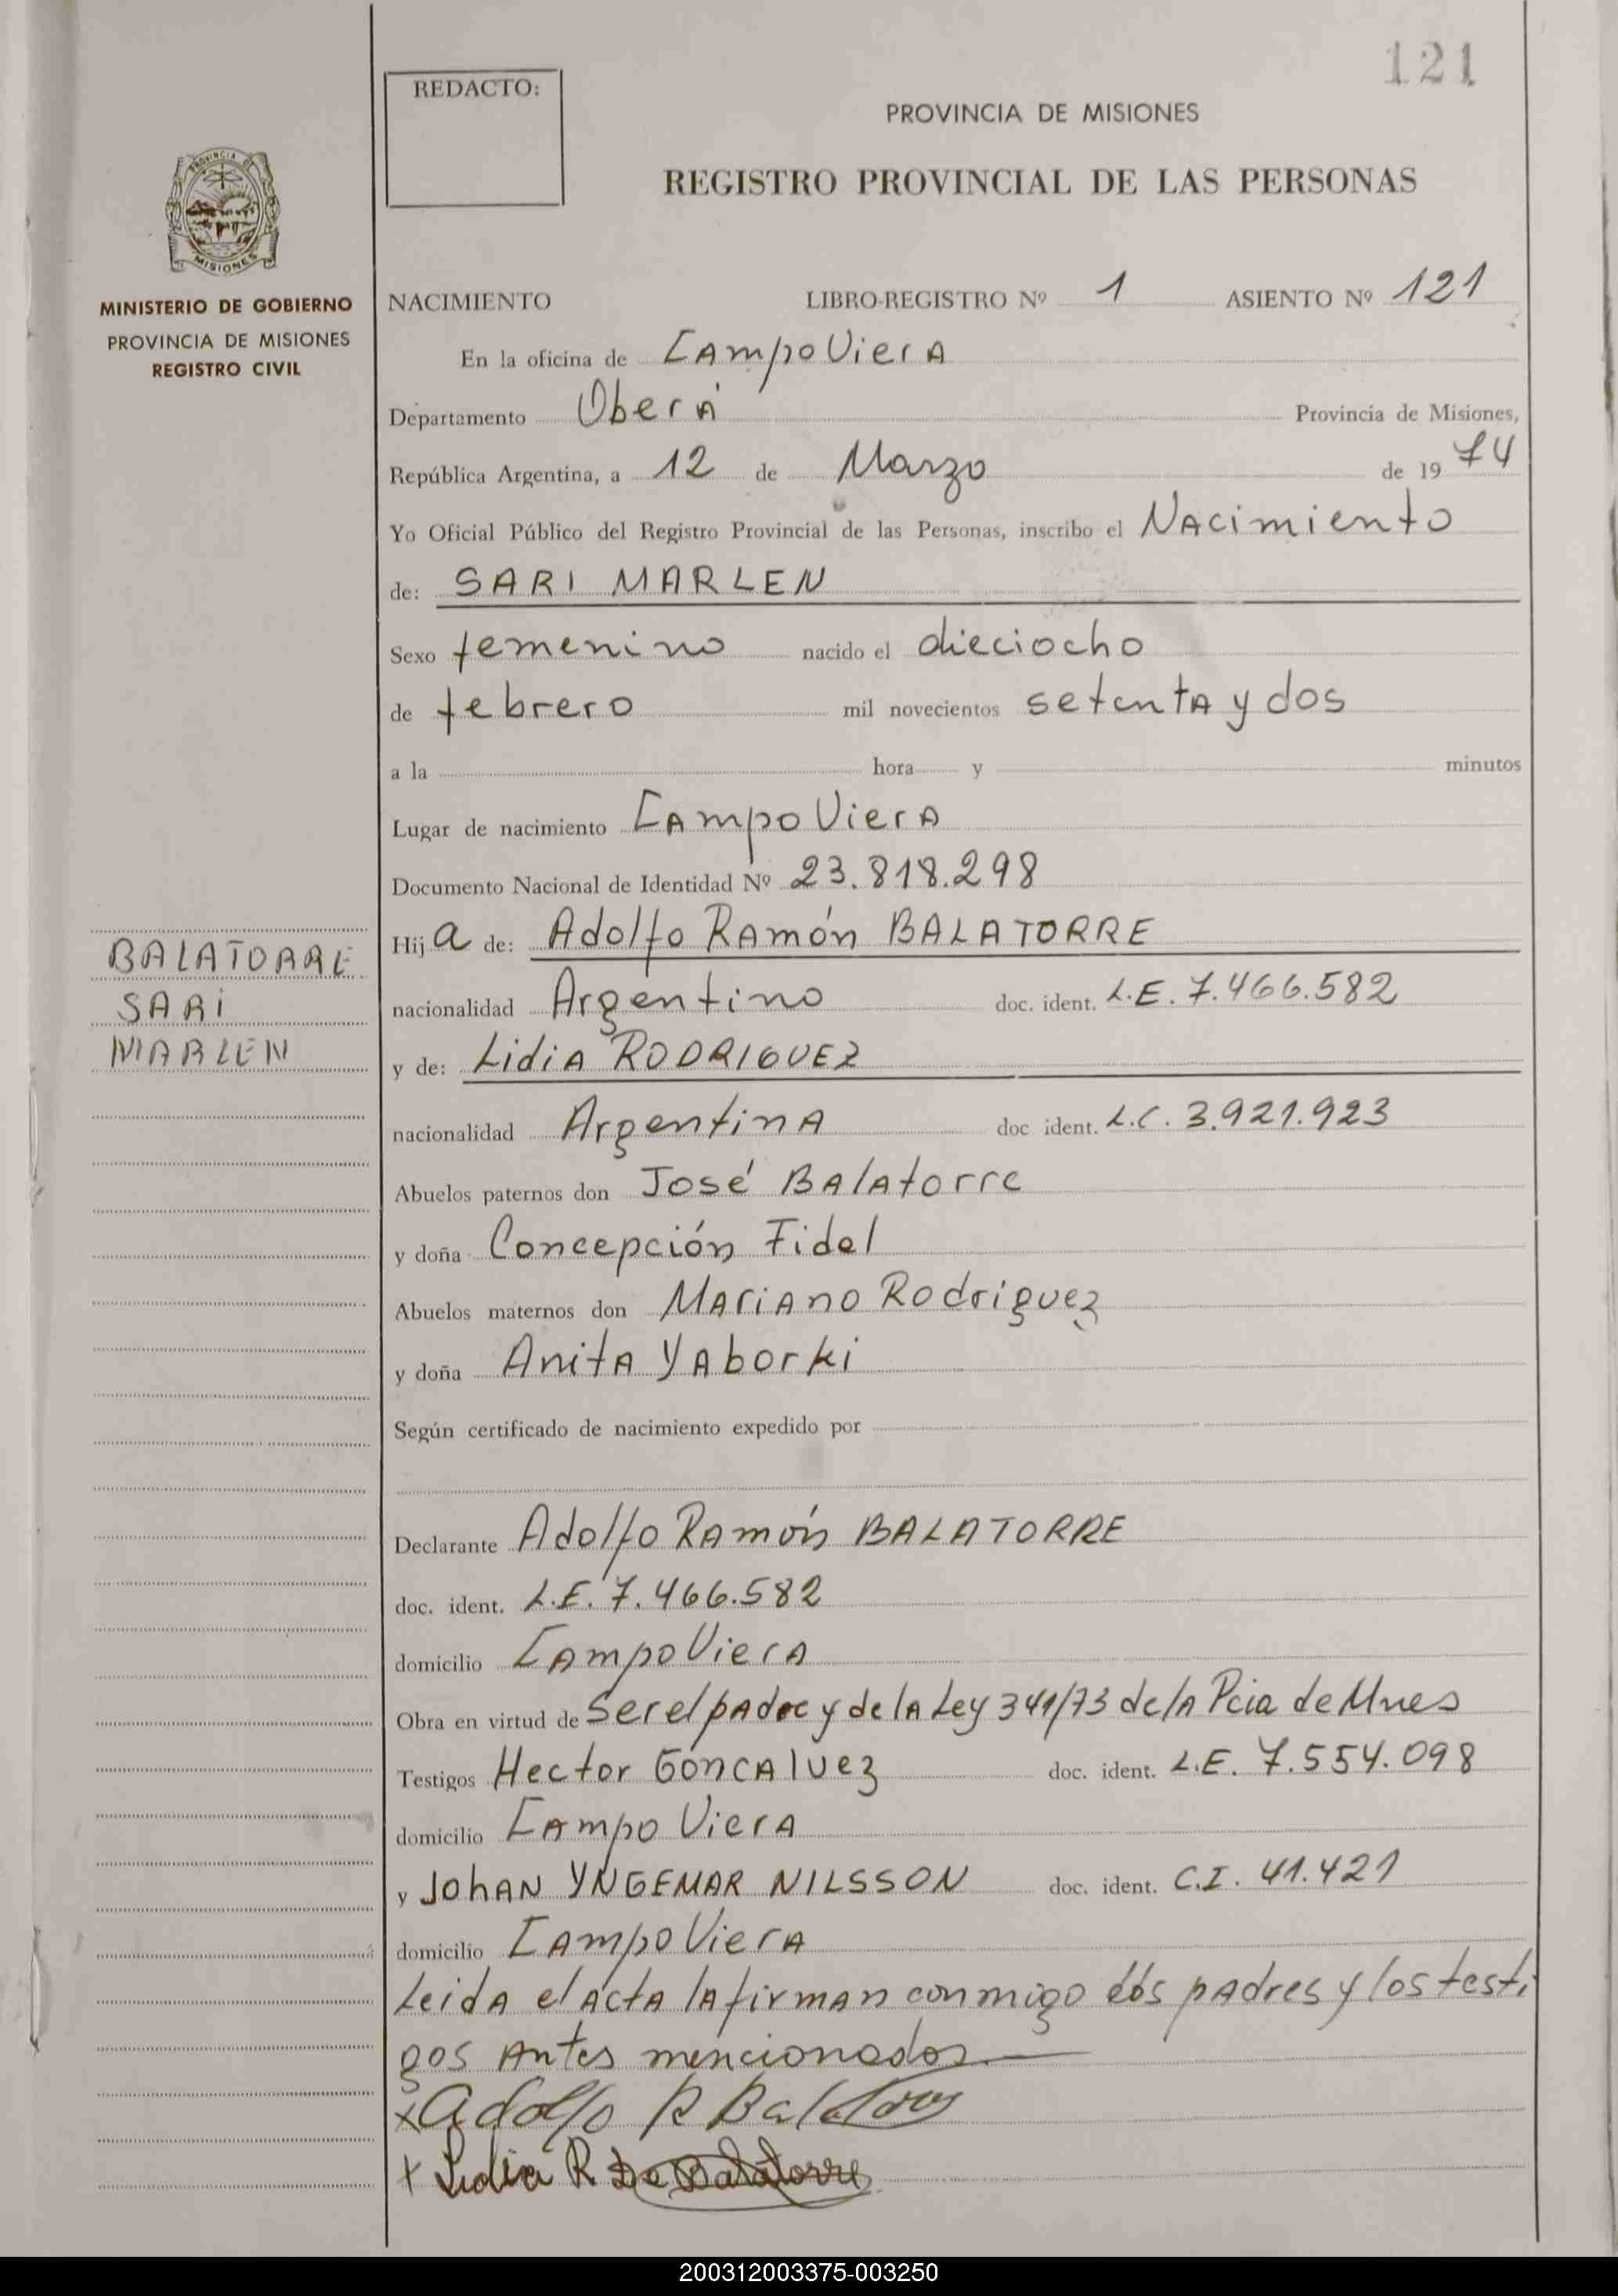 121
REDACTO:
PROVINCIA DE MISIONES
REGISTRO PROVINCIAL DE LAS PERSONAS
PROVINCIA DE
MISIONES
MINISTERIO DE GOBIERNO
PROVINCIA DE MISIONES
REGISTRO CIVIL
NACIMIENTO LIBRO-REGISTRO Nº 1 ASIENTO Nº 121
En la oficina de Campo Viera
Departamento Oberá Provincia de Misiones,
República Argentina, a 12 de Marzo de 1974
Yo Oficial Público del Registro Provincial de las Personas, inscribo el Nacimiento
de: SARI MARLEN
Sexo femenino nacido el dieciocho
de febrero mil novecientos setenta y dos
a la hora y minutos
Lugar de nacimiento Campo Viera
Documento Nacional de Identidad Nº 23.818.298
BALATORRE
SARI
MARLEN
Hija de: Adolfo Ramón BALATORRE
nacionalidad Argentino doc. ident. L.E. 7.466.582
y de: Lidia RODRIGUEZ
nacionalidad Argentina doc ident. L.C. 3.921.923
Abuelos paternos don José Balatorre
y doña Concepción Fidel
Abuelos maternos don Mariano Rodriguez
y doña Anita Yaborki
Según certificado de nacimiento expedido por
Declarante Adolfo Ramón BALATORRE
doc. ident. L.E. 7.466.582
domicilio Campo Viera
Obra en virtud de Ser el padre y de la Ley 341/73 de la Pcia de Mnes
Testigos Hector Goncalvez doc. ident. L.E. 7.554.098
domicilio Campo Viera
y Johan YNGEMAR NILSSON doc. ident. C.I. 41.421
domicilio Campo Viera
Leida el acta la firman conmigo los padres y los testi
gos antes mencionados.
x Adolfo R Balatorre
x Lidia R De Balatorre
200312003375-003250